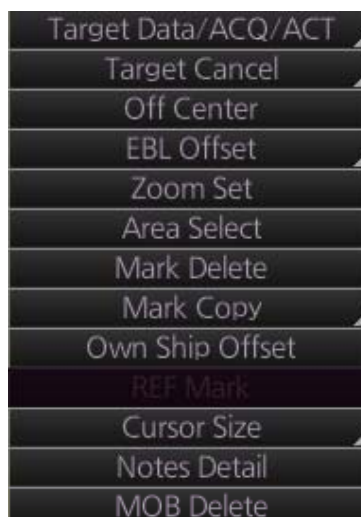 Target Data/ACQ/ACT
Target Cancel
Off Center
EBL Offset
Zoom Set
Area Select
Mark Delete
Mark Copy
Own Ship Offset
REF Mark
Cursor Size
Notes Detail
MOB Delete